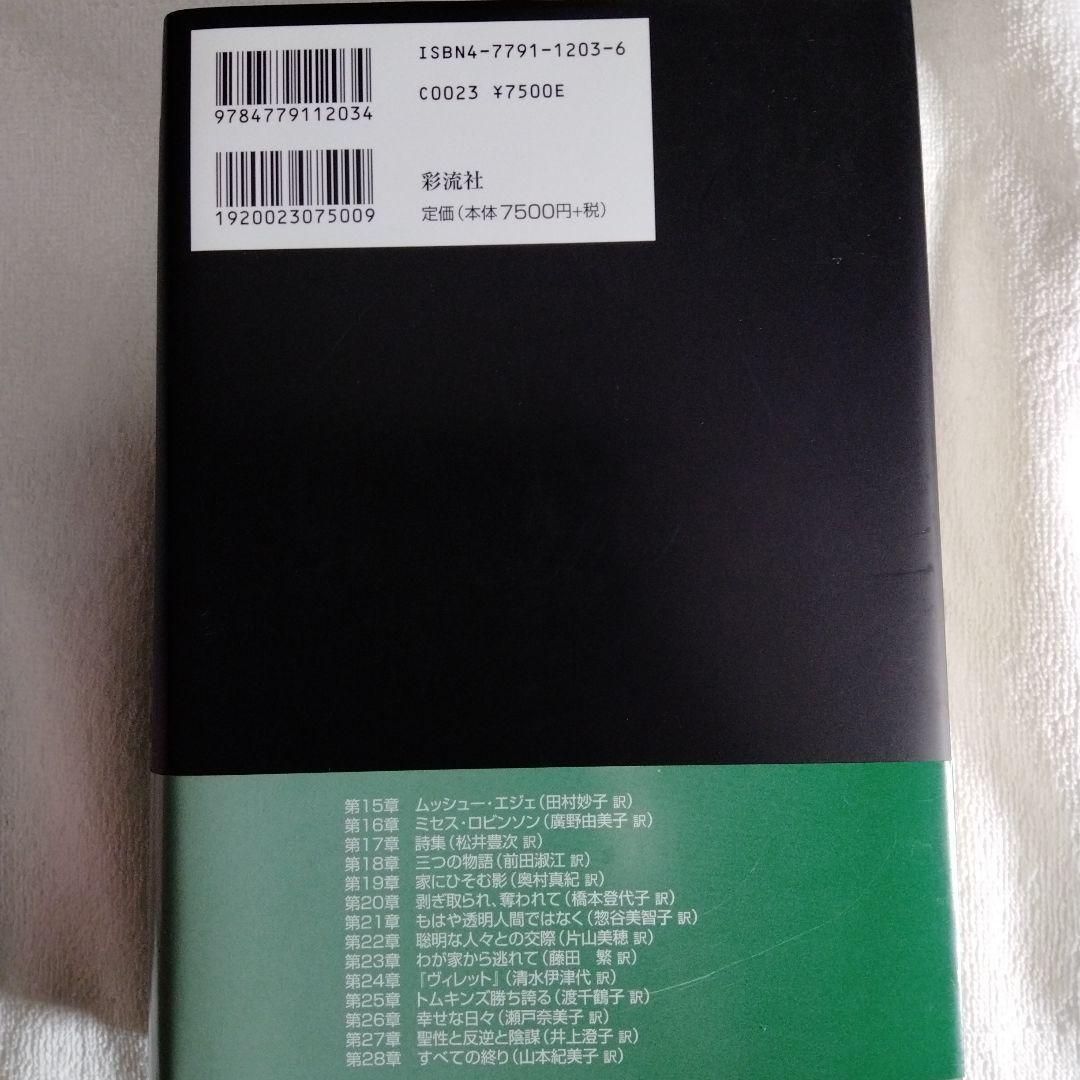 ISBN4-7791-1203-6
C0023 ¥7500E
9784779112034
1920023075009
彩流社
定価(本体7500円+税)
第15章 ムッシュー・エジェ(田村妙子 訳)
第16章 ミセス・ロビンソン(廣野由美子 訳)
第17章 詩集(松井豊次 訳)
第18章 三つの物語(前田淑江 訳)
第19章 家にひそむ影(奥村真紀 訳)
第20章 剥ぎ取られ、奪われて(橋本登代子 訳)
第21章 もはや透明人間ではなく(惣谷美智子 訳)
第22章 聡明な人々との交際(片山美穂 訳)
第23章 わが家から逃れて(藤田 繁 訳)
第24章 『ヴィレット』(清水伊津代 訳)
第25章 トムキンズ勝ち誇る(渡千鶴子 訳)
第26章 幸せな日々(瀬戸奈美子 訳)
第27章 聖性と反逆と陰謀(井上澄子 訳)
第28章 すべての終り(山本紀美子 訳)